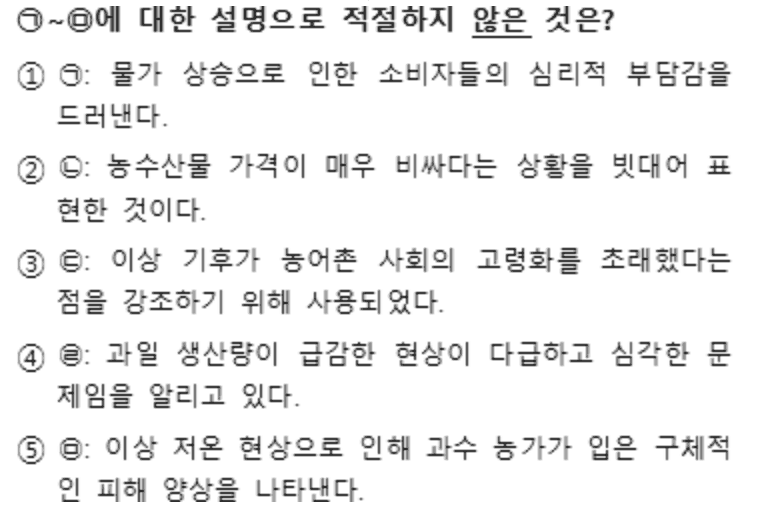 ㉠~㉤에 대한 설명으로 적절하지 않은 것은?
① ㉠: 물가 상승으로 인한 소비자들의 심리적 부담감을
드러낸다.
② ㉡: 농수산물 가격이 매우 비싸다는 상황을 빗대어 표
현한 것이다.
③ ㉢: 이상 기후가 농어촌 사회의 고령화를 초래했다는
점을 강조하기 위해 사용되었다.
④ ㉣: 과일 생산량이 급감한 현상이 다급하고 심각한 문
제임을 알리고 있다.
⑤ ㉤: 이상 저온 현상으로 인해 과수 농가가 입은 구체적
인 피해 양상을 나타낸다.